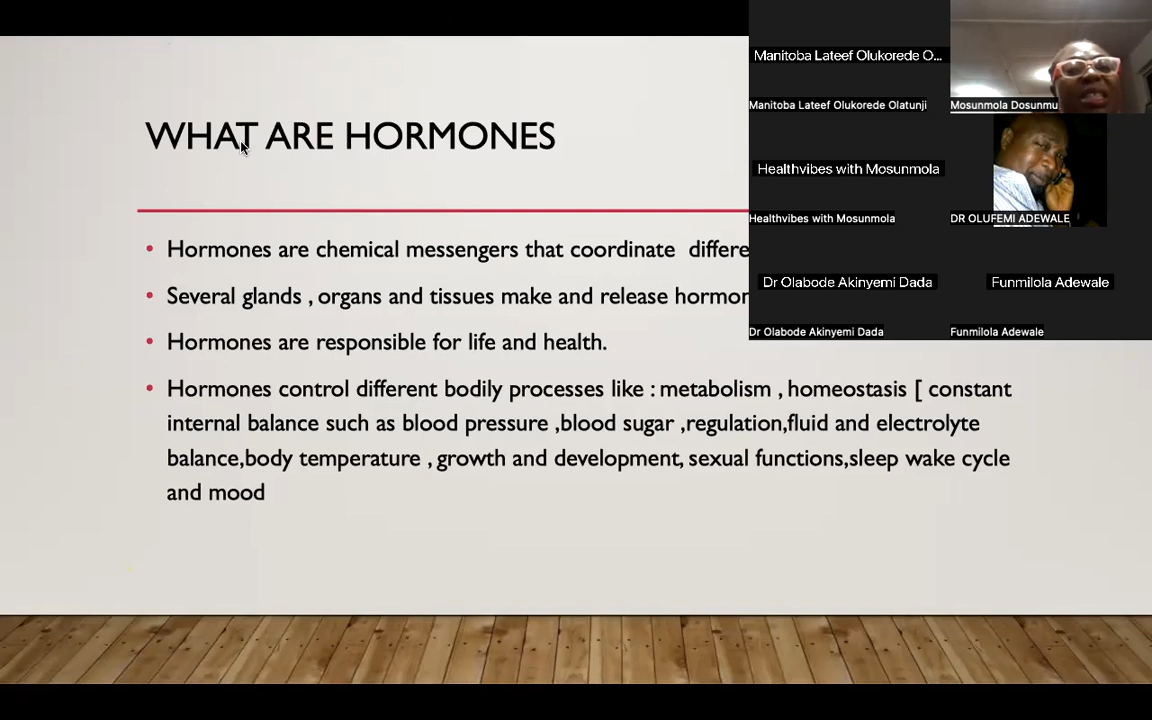 WHAT ARE HORMONES
• Hormones are chemical messengers that coordinate
• Several glands , organs and tissues make and release
• Hormones are responsible for life and health.
• Hormones control different bodily processes like : metabolism , homeostasis [ constant
internal balance such as blood pressure ,blood sugar ,regulation,fluid and electrolyte
balance,body temperature , growth and development, sexual functions,sleep wake cycle
and mood
Manitoba Lateef Olukorede O...
Manitoba Lateef Olukorede Olatunji
Mosunmola Dosunmu
Healthvibes with Mosunmola
Healthvibes with Mosunmola
DR OLUFEMI ADEWALE
Dr Olabode Akinyemi Dada
Funmilola Adewale
Dr Olabode Akinyemi Dada
Funmilola Adewale